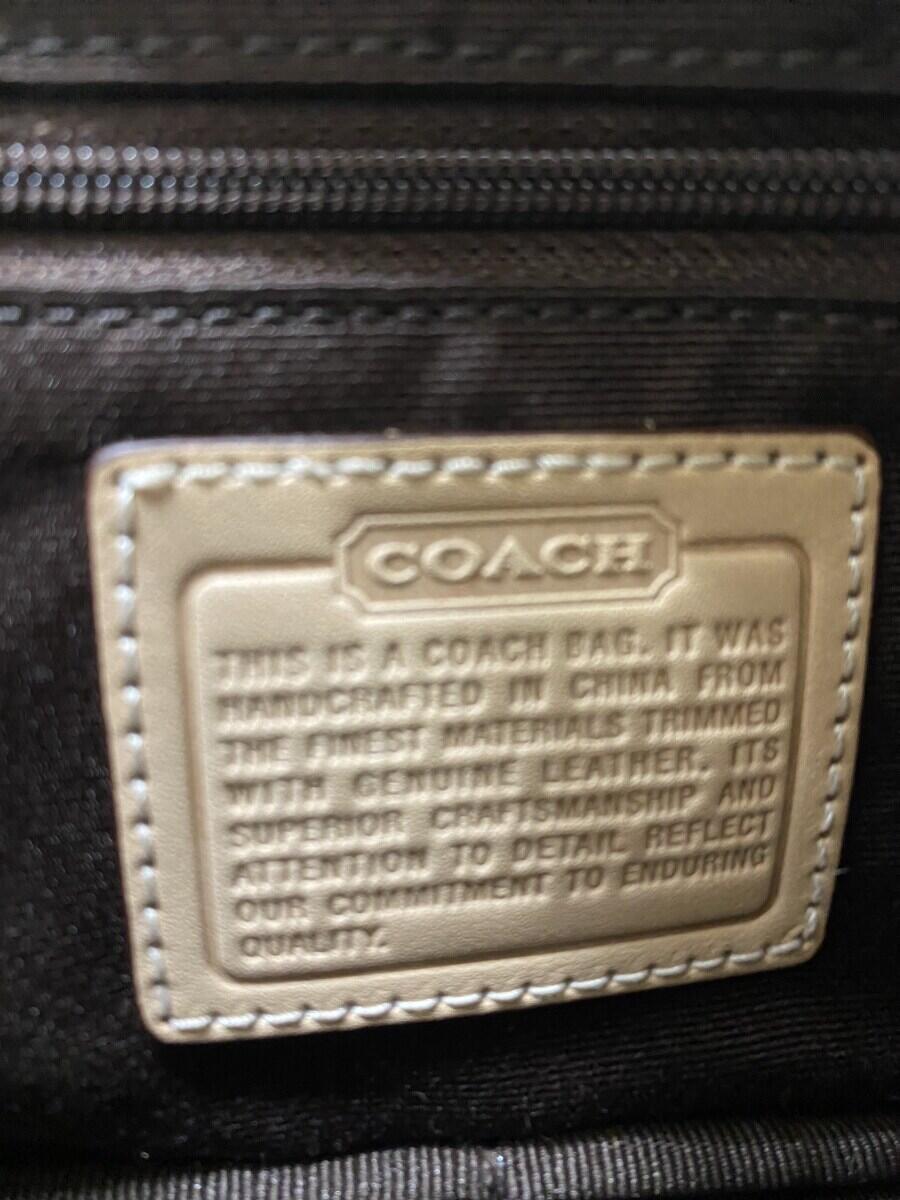 COACH
THIS IS A COACH BAG. IT WAS
HANDCRAFTED IN CHINA FROM
THE FINEST MATERIALS TRIMMED
WITH GENUINE LEATHER. ITS
SUPERIOR CRAFTSMANSHIP AND
ATTENTION TO DETAIL REFLECT
OUR COMMITMENT TO ENDURING
QUALITY.